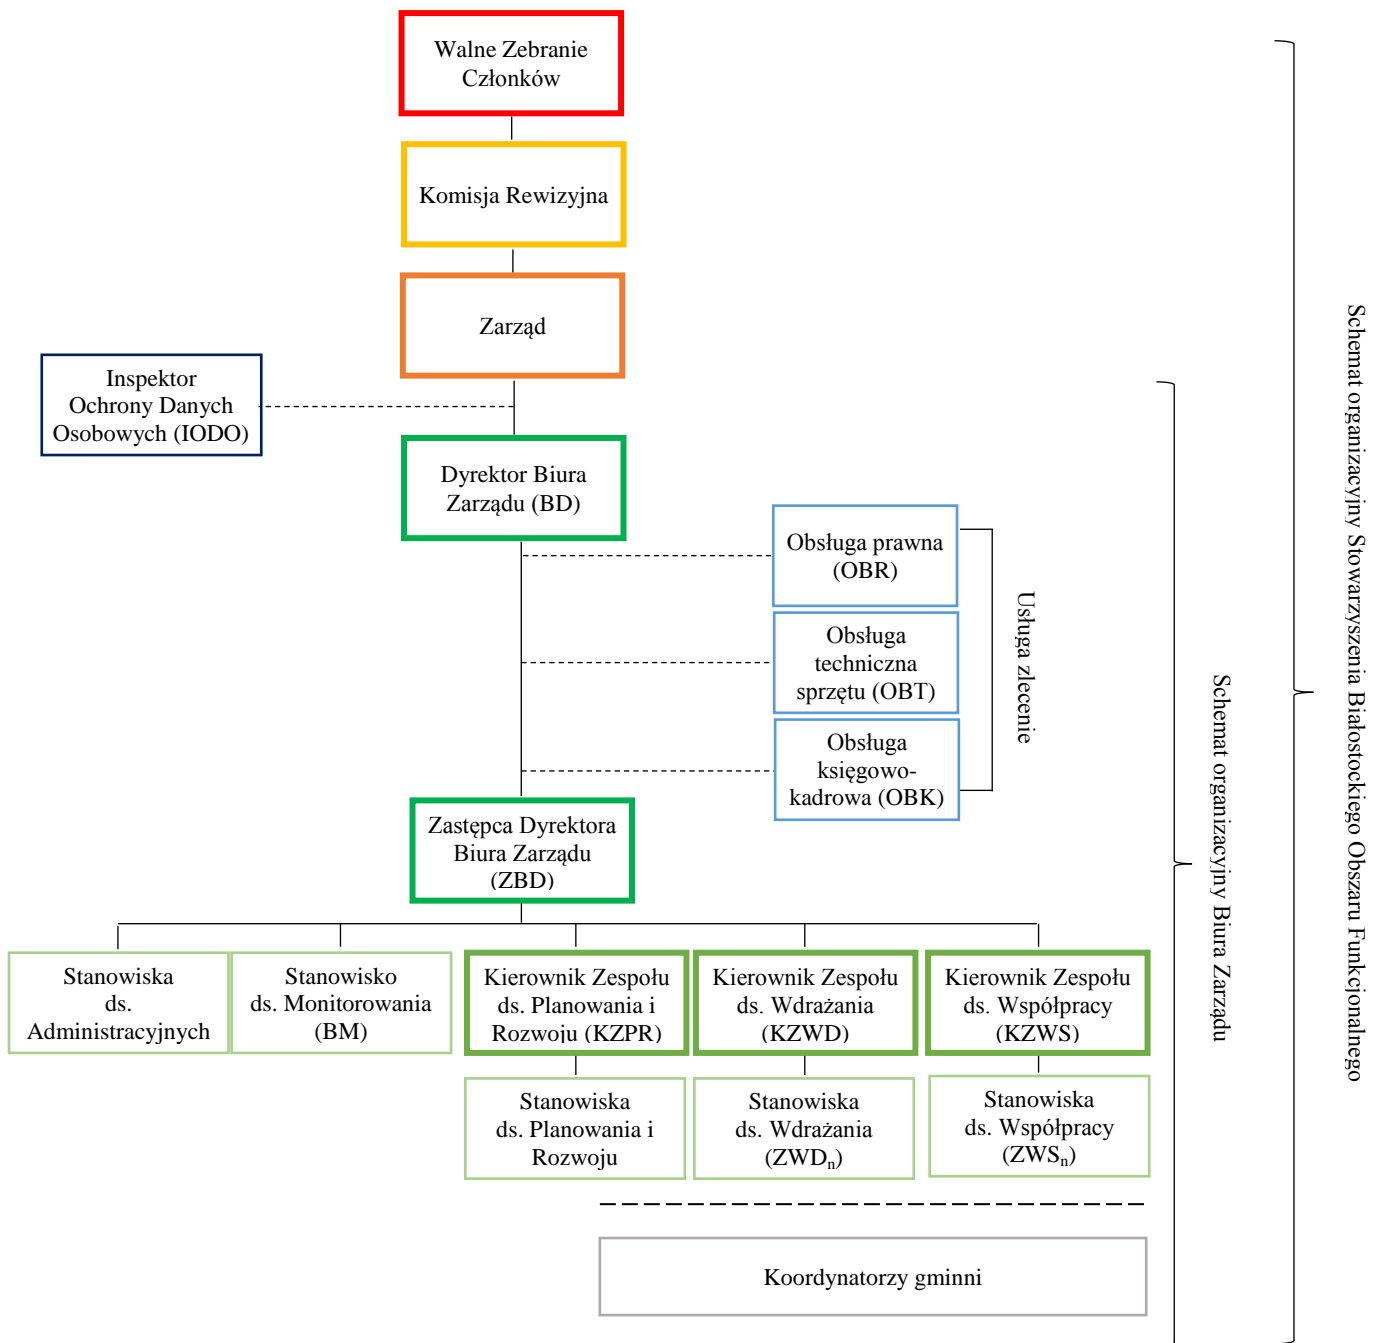 Walne Zebranie
Członków
Komisja Rewizyjna
Zarząd
Inspektor
Ochrony Danych
Osobowych (IODO)
Dyrektor Biura
Zarządu (BD)
Obsługa prawna
(OBR)
Obsługa
techniczna
sprzętu (OBT)
Obsługa
księgowo-
kadrowa (OBK)
Usługa zlecenie
Zastępca Dyrektora
Biura Zarządu
(ZBD)
Stanowiska
ds.
Administracyjnych
Stanowisko
ds. Monitorowania
(BM)
Kierownik Zespołu
ds. Planowania i
Rozwoju (KZPR)
Kierownik Zespołu
ds. Wdrażania
(KZWD)
Kierownik Zespołu
ds. Współpracy
(KZWS)
Stanowiska
ds. Planowania i
Rozwoju
Stanowiska
ds. Wdrażania
(ZWDn)
Stanowiska
ds. Współpracy
(ZWSn)
Koordynatorzy gminni
Schemat organizacyjny Biura Zarządu
Schemat organizacyjny Stowarzyszenia Białostockiego Obszaru Funkcjonalnego